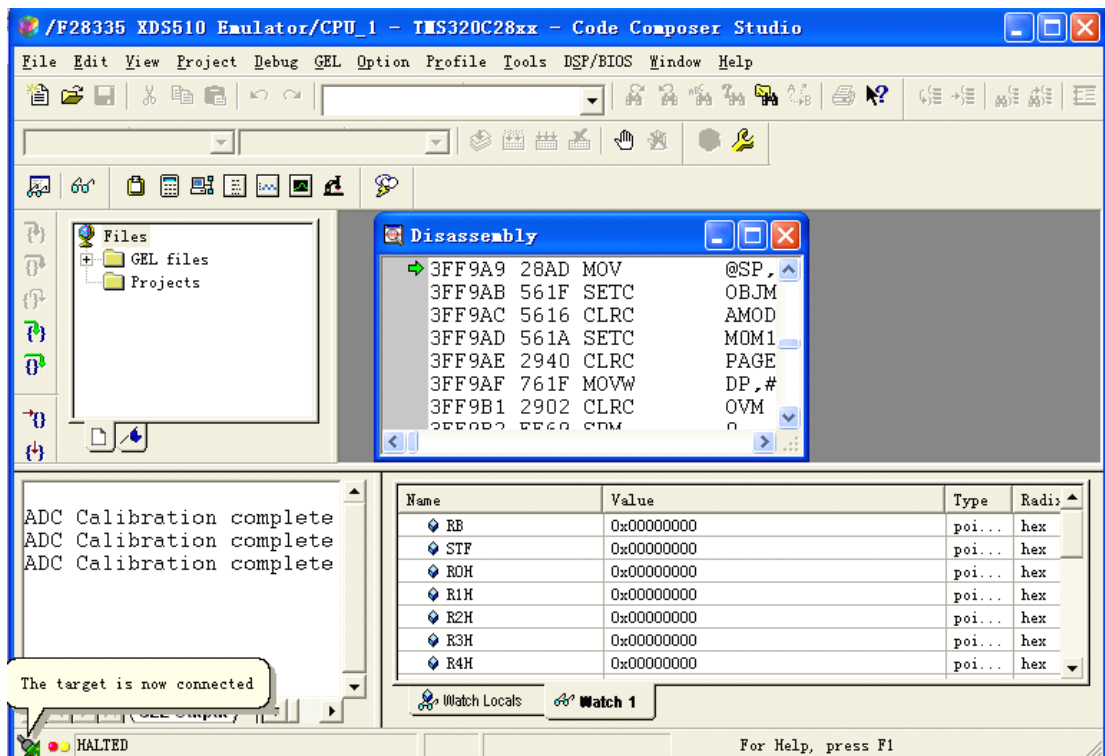 /F28335 XDS510 Emulator/CPU_1 - TMS320C28xx - Code Composer Studio
File Edit View Project Debug GEL Option Profile Tools DSP/BIOS Window Help
Files
GEL files
Projects
Disassembly
3FF9A9 28AD MOV @SP,
3FF9AB 561F SETC OBJM
3FF9AC 5616 CLRC AMOD
3FF9AD 561A SETC M0M1
3FF9AE 2940 CLRC PAGE
3FF9AF 761F MOVW DP,#
3FF9B1 2902 CLRC OVM
ADC Calibration complete
ADC Calibration complete
ADC Calibration complete
Name Value Type Radix
RB 0x00000000 poi... hex
STF 0x00000000 poi... hex
R0H 0x00000000 poi... hex
R1H 0x00000000 poi... hex
R2H 0x00000000 poi... hex
R3H 0x00000000 poi... hex
R4H 0x00000000 poi... hex
Watch Locals Watch 1
The target is now connected
HALTED
For Help, press F1